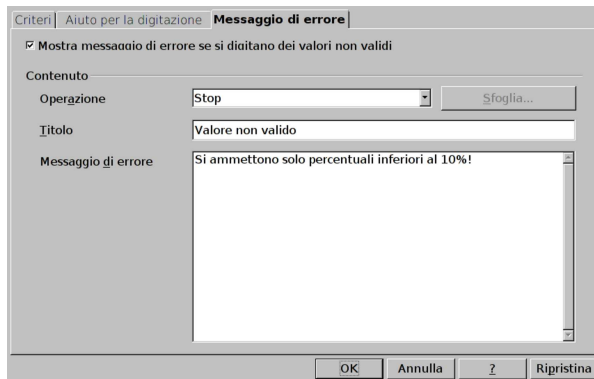 Criteri Aiuto per la digitazione Messaggio di errore
Mostra messaggio di errore se si digitano dei valori non validi
Contenuto
Operazione Stop Sfoglia...
Titolo Valore non valido
Messaggio di errore Si ammettono solo percentuali inferiori al 10%!
OK Annulla ? Ripristina